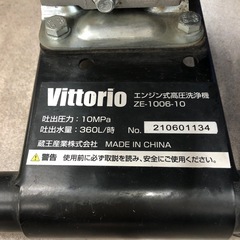 Vittorio
エンジン式高圧洗浄機
ZE-1006-10
吐出圧力：10MPa
吐出水量：360L/時
No. 210601134
蔵王産業株式会社 MADE IN CHINA
警告 使用前に必ず取説を読み、安全にご使用ください。